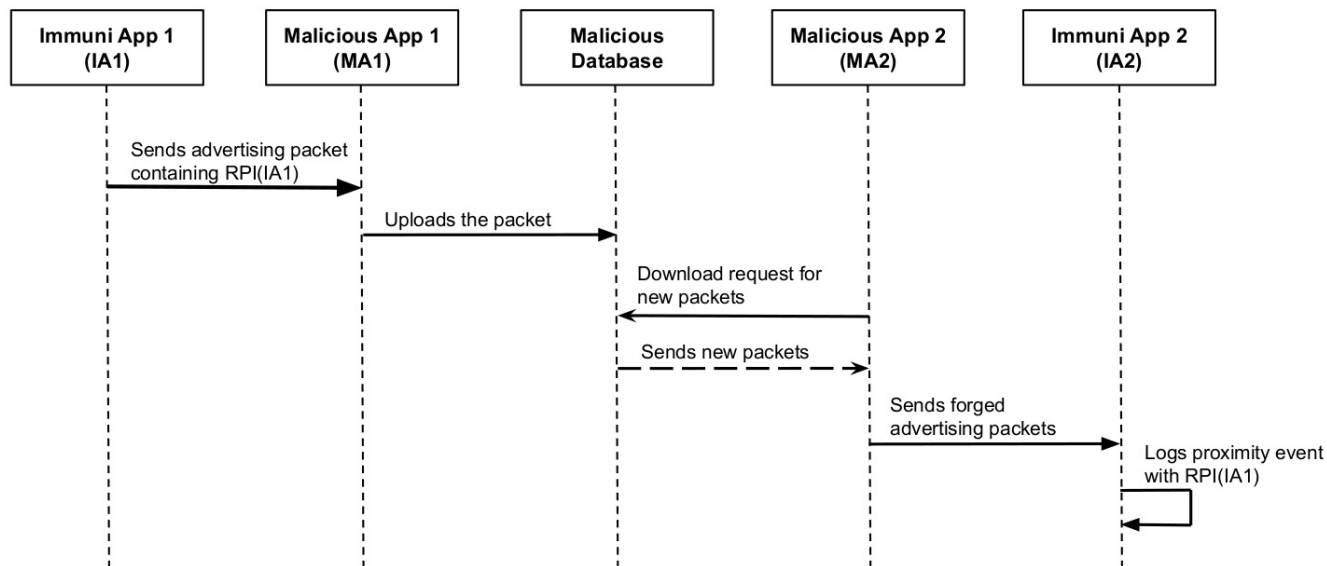 Immuni App 1
(IA1)
Malicious App 1
(MA1)
Malicious
Database
Malicious App 2
(MA2)
Immuni App 2
(IA2)
Sends advertising packet
containing RPI(IA1)
Uploads the packet
Download request for
new packets
Sends new packets
Sends forged
advertising packets
Logs proximity event
with RPI(IA1)